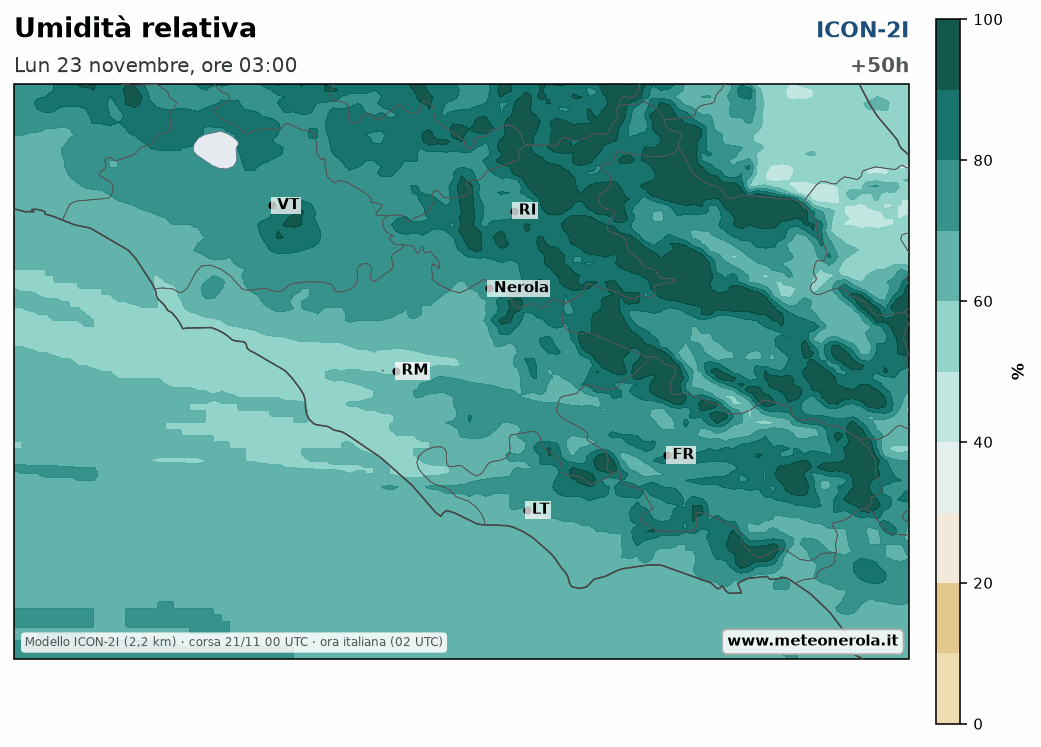 Umidità relativa
ICON-2I
Lun 23 novembre, ore 03:00
+50h
100
80
60
40
20
0
%
VT
RI
Nerola
RM
FR
LT
Modello ICON-2I (2,2 km) · corsa 21/11 00 UTC · ora italiana (02 UTC)
www.meteonerola.it